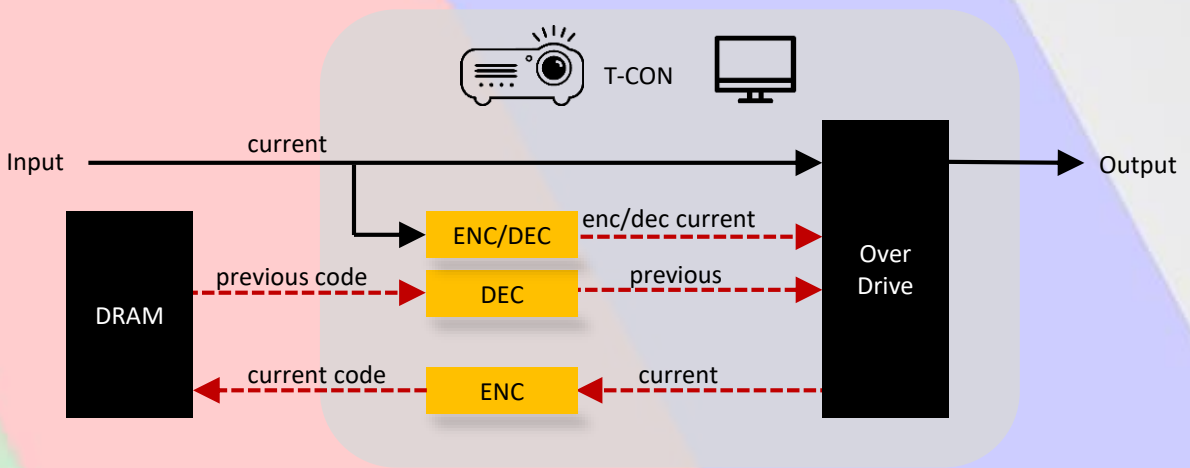 T-CON
current
Input
Output
enc/dec current
ENC/DEC
Over
Drive
previous code
previous
DEC
DRAM
current code
current
ENC